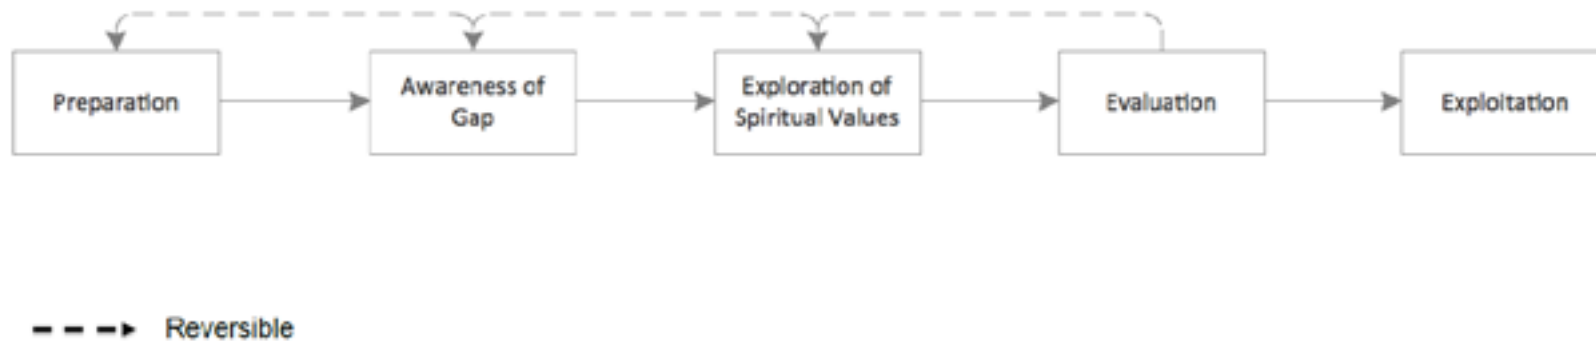 Preparation
Awareness of
Gap
Exploration of
Spiritual Values
Evaluation
Exploitation
Reversible